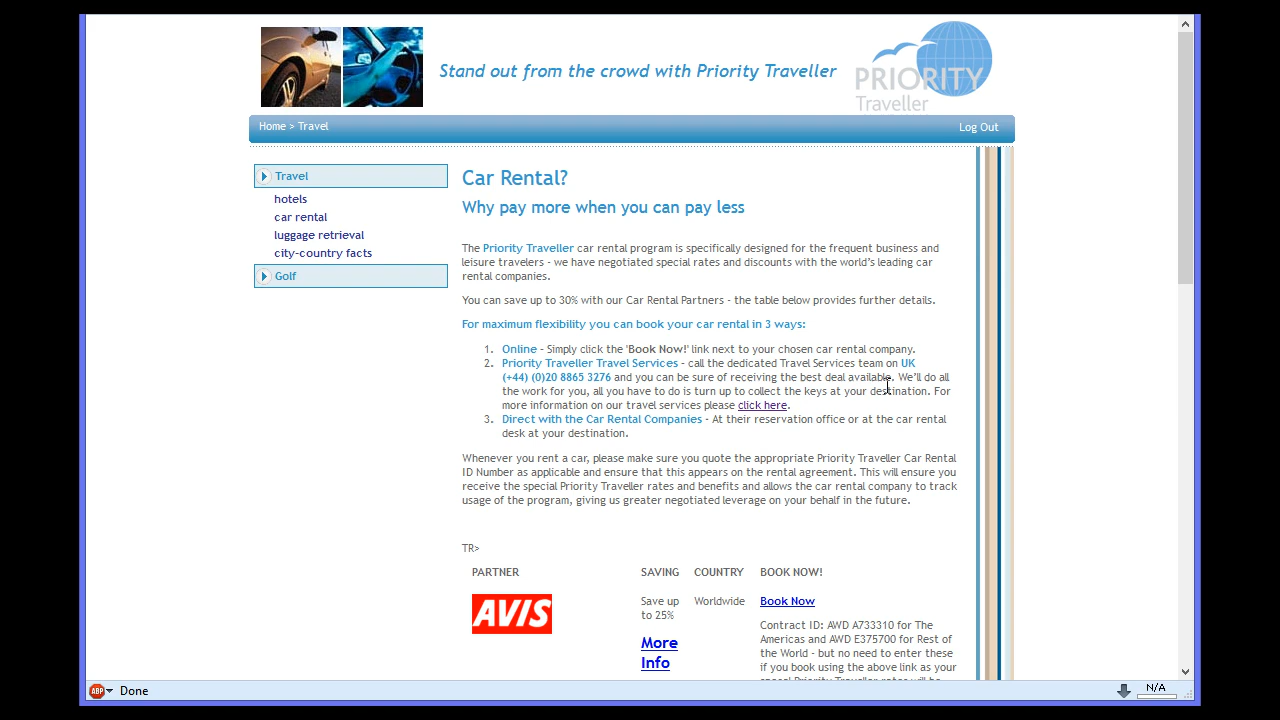 Stand out from the crowd with Priority Traveller
PRIORITY
Traveller
Home > Travel
Log Out
Travel
hotels
car rental
luggage retrieval
city-country facts
Golf
Car Rental?
Why pay more when you can pay less
The Priority Traveller car rental program is specifically designed for the frequent business and
leisure travelers - we have negotiated special rates and discounts with the world's leading car
rental companies.
You can save up to 30% with our Car Rental Partners - the table below provides further details.
For maximum flexibility you can book your car rental in 3 ways:
1. Online - Simply click the 'Book Now!' link next to your chosen car rental company.
2. Priority Traveller Travel Services - call the dedicated Travel Services team on UK
(+44) (0)20 8865 3276 and you can be sure of receiving the best deal available. We'll do all
the work for you, all you have to do is turn up to collect the keys at your destination. For
more information on our travel services please click here.
3. Direct with the Car Rental Companies - At their reservation office or at the car rental
desk at your destination.
Whenever you rent a car, please make sure you quote the appropriate Priority Traveller Car Rental
ID Number as applicable and ensure that this appears on the rental agreement. This will ensure you
receive the special Priority Traveller rates and benefits and allows the car rental company to track
usage of the program, giving us greater negotiated leverage on your behalf in the future.
TR>
PARTNER SAVING COUNTRY BOOK NOW!
AVIS
Save up
to 25%
More
Info
Worldwide
Book Now
Contract ID: AWD A733310 for The
Americas and AWD E375700 for Rest of
the World - but no need to enter these
if you book using the above link as your
special Priority Traveller rates will be
ABP
Done
N/A